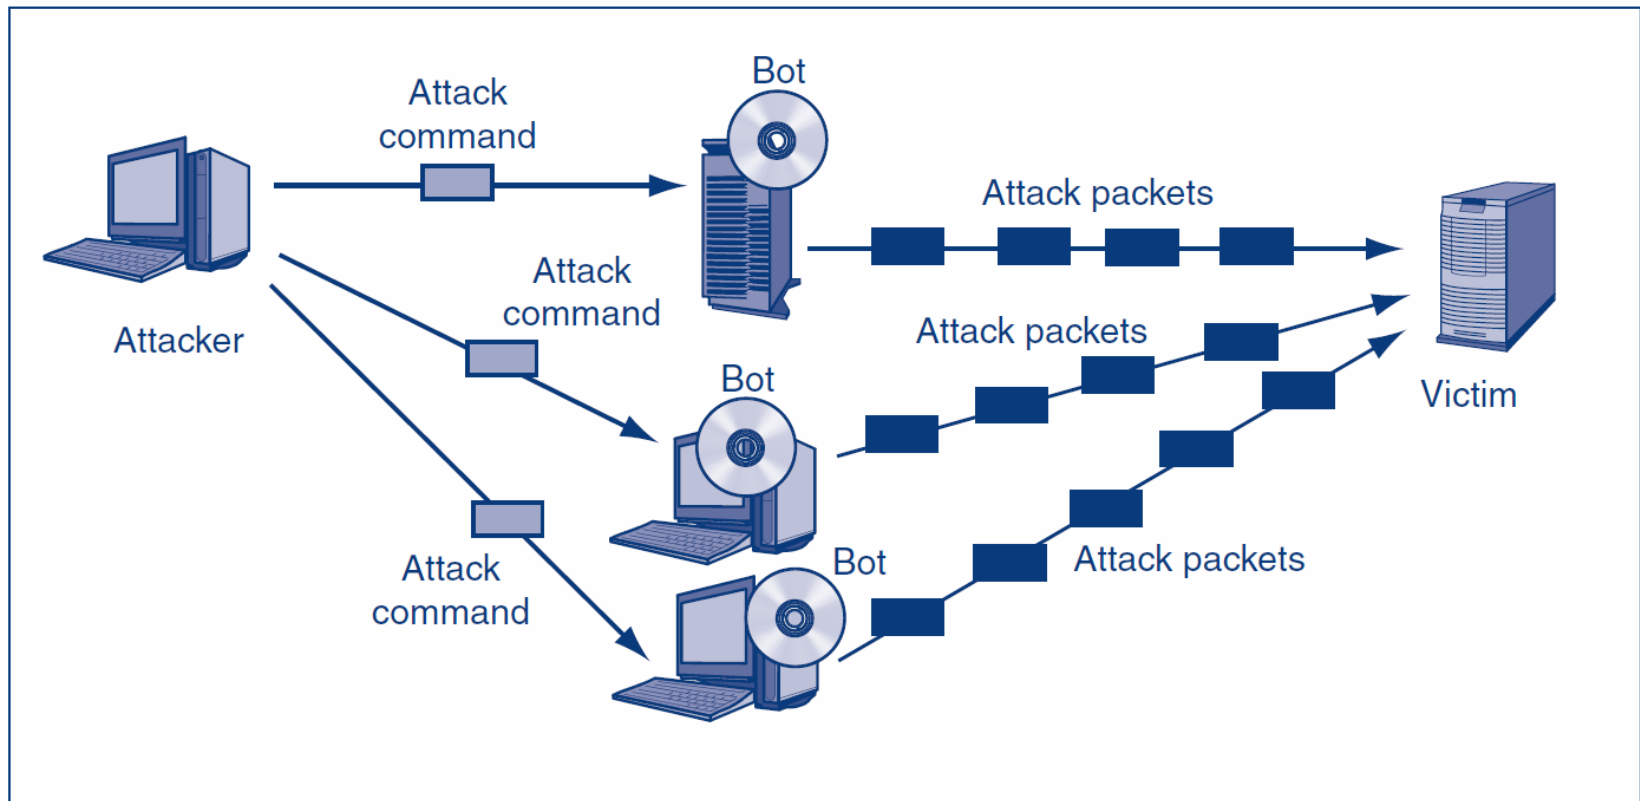 Bot
Attack
command
Attack packets
Attack
command
Attacker
Attack packets
Bot
Victim
Bot
Attack packets
Attack
command